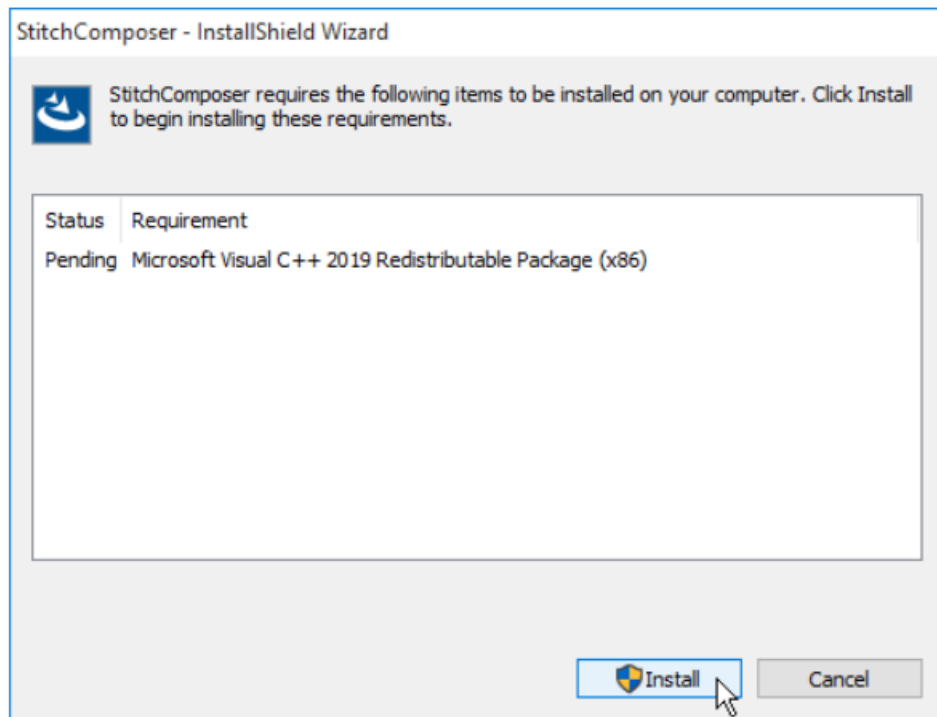 StitchComposer - InstallShield Wizard
StitchComposer requires the following items to be installed on your computer. Click Install
to begin installing these requirements.
Status Requirement
Pending Microsoft Visual C++ 2019 Redistributable Package (x86)
Install Cancel